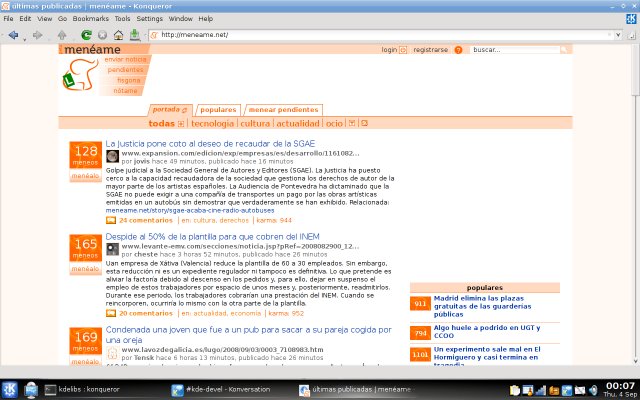 últimas publicadas | menéame - Konqueror
File Edit View Go Bookmarks Tools Settings Window Help
http://meneame.net/
menéame
login
registrarse
buscar...
enviar noticia
pendientes
fisgona
nótame
portada
populares
menear pendientes
todas | tecnología | cultura | actualidad | ocio
128
meneos
menéalo
La Justicia pone coto al deseo de recaudar de la SGAE
www.expansion.com/edicion/exp/empresas/es/desarrollo/1161082...
por jovis hace 49 minutos, publicado hace 16 minutos
Golpe judicial a la Sociedad General de Autores y Editores (SGAE). La Justicia ha puesto
cerco a la capacidad recaudadora de la sociedad que gestiona los derechos de autor de la
mayor parte de los artistas españoles. La Audiencia de Pontevedra ha dictaminado que la
SGAE no puede exigir a una compañía de transportes un pago por las obras artísticas
emitidas en un autobús sin demostrar que verdaderamente se han exhibido. Relacionada:
meneame.net/story/sgae-acaba-cine-radio-autobuses
24 comentarios | en: cultura, derechos | karma: 944
165
meneos
menéalo
Despide al 50% de la plantilla para que cobren del INEM
www.levante-emv.com/secciones/noticia.jsp?pRef=2008082900_12...
por cheste hace 3 horas 52 minutos, publicado hace 26 minutos
Uan empresa de Xátiva (Valencia) reduce la plantilla de 60 a 30 empleados. Sin embargo,
esta reducción ni es un expediente regulador ni tampoco es definitiva. Lo que pretende es
aliviar la factoría debido al descenso en los pedidos y, para ello, dejar en suspenso el
empleo de estos trabajadores por espacio de unos meses y, posteriormente, readmitirlos.
Durante ese periodo, los trabajadores cobrarían una prestación del INEM. Cuando se
reincorporen, ocurriría lo mismo con la otra parte de la plantilla.
20 comentarios | en: actualidad, economía | karma: 952
169
meneos
menéalo
Condenada una joven que fue a un pub para sacar a su pareja cogida por
una oreja
www.lavozdegalicia.es/lugo/2008/09/03/0003_7108983.htm
por Tensk hace 6 horas 13 minutos, publicado hace 26 minutos
populares
911
Madrid elimina las plazas
gratuitas de las guarderías
públicas
794
Algo huele a podrido en UGT y
CCOO
1101
Un experimento sale mal en El
Hormiguero y casi termina en
tragedia
kdelibs : konqueror
#kde-devel - Konversation
últimas publicadas | menéame
00:07
Thu, 4 Sep